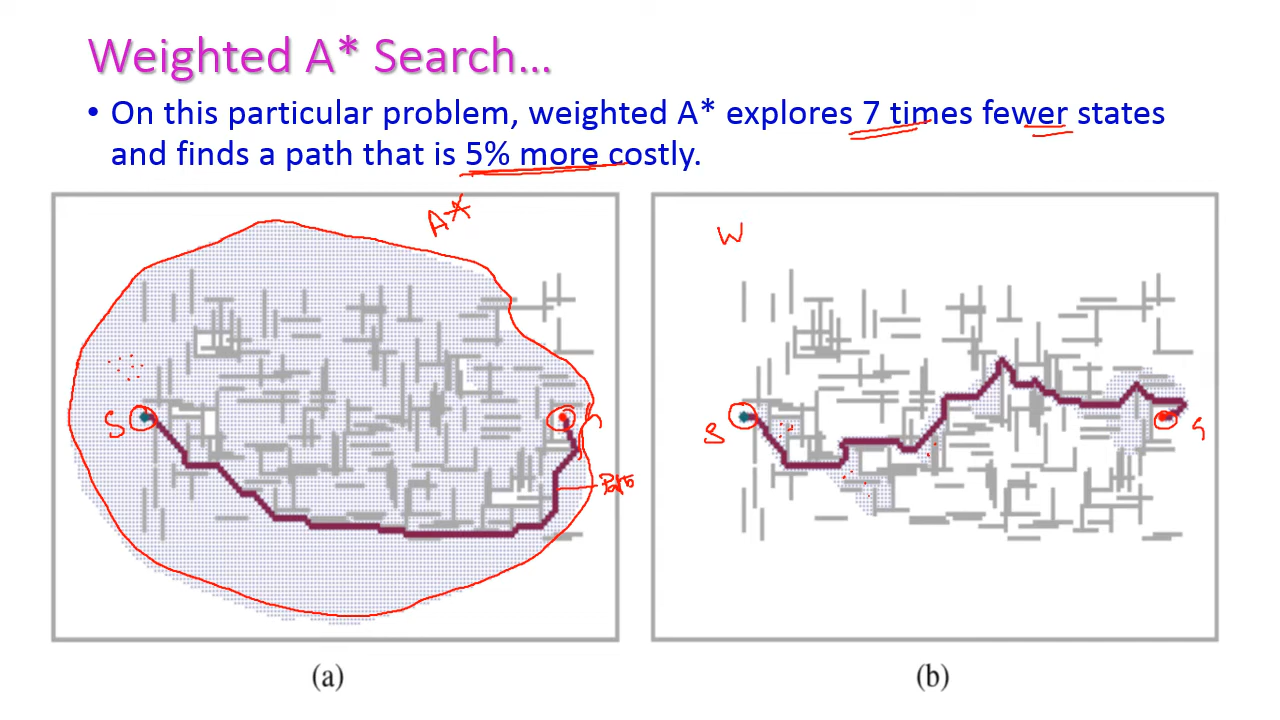 Weighted A* Search...
• On this particular problem, weighted A* explores 7 times fewer states
and finds a path that is 5% more costly.
A*
W
S
S
(a)
(b)